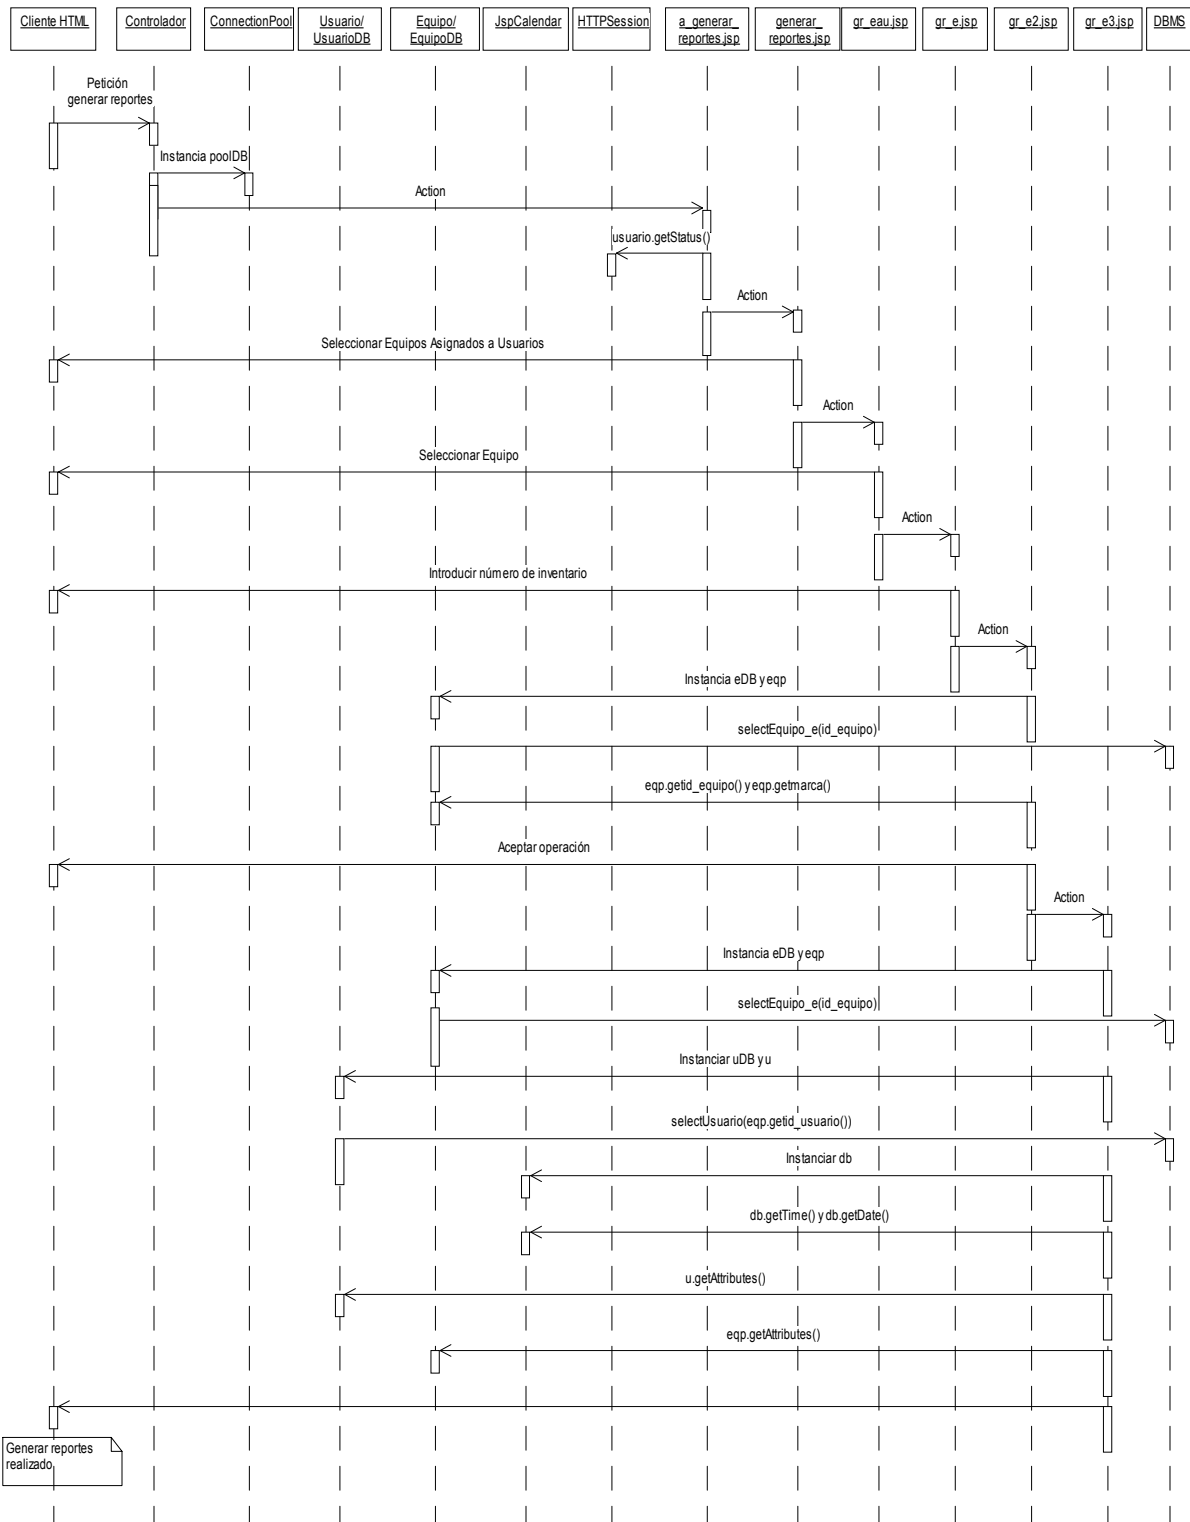 Cliente HTML
Controlador
ConnectionPool
Usuario/
UsuarioDB
Equipo/
EquipoDB
JspCalendar
HTTPSession
a_generar_
reportes.jsp
generar_
reportes.jsp
gr_eau.jsp
gr_e.jsp
gr_e2.jsp
gr_e3.jsp
DBMS
Petición
generar reportes
Instancia poolDB
Action
usuario.getStatus()
Action
Seleccionar Equipos Asignados a Usuarios
Action
Seleccionar Equipo
Action
Introducir número de inventario
Action
Instancia eDB y eqp
selectEquipo_e(id_equipo)
eqp.getid_equipo() y eqp.getmarca()
Aceptar operación
Action
Instancia eDB y eqp
selectEquipo_e(id_equipo)
Instanciar uDB y u
selectUsuario(eqp.getid_usuario())
Instanciar db
db.getTime() y db.getDate()
u.getAttributes()
eqp.getAttributes()
Generar reportes
realizado